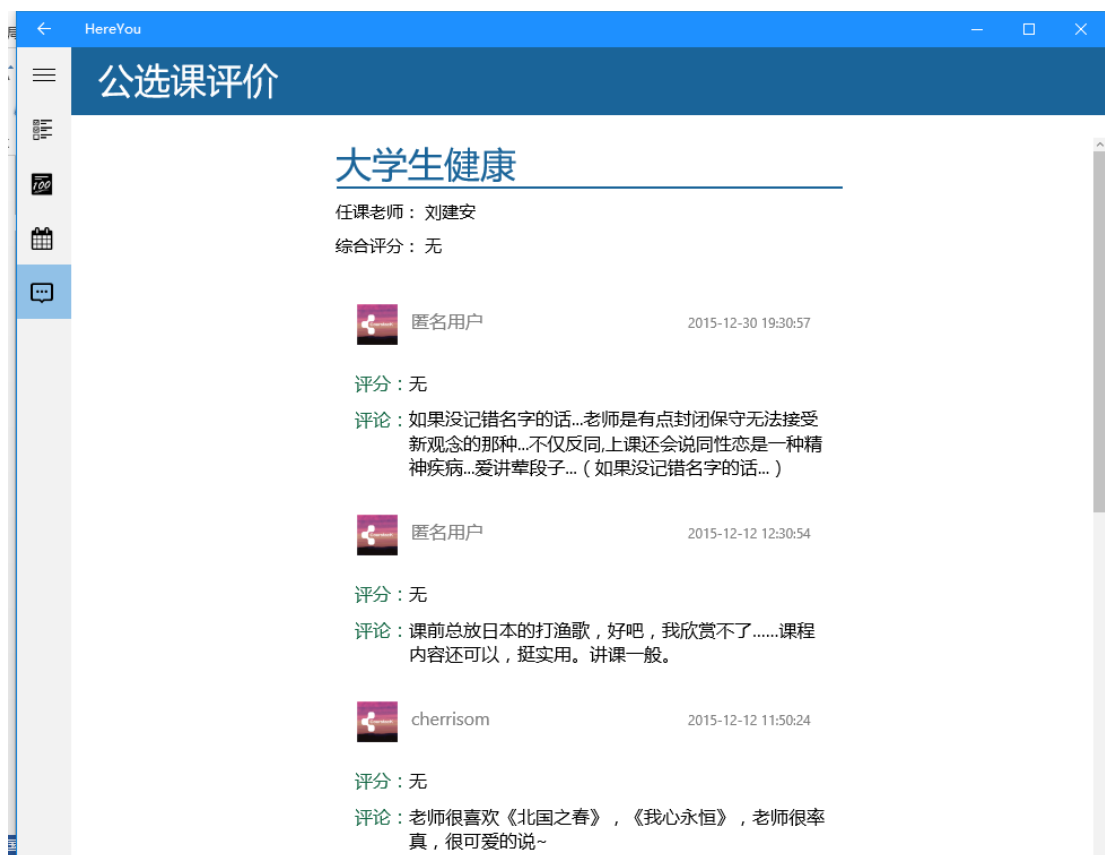 HereYou
公选课评价
100
大学生健康
任课老师： 刘建安
综合评分： 无
匿名用户
2015-12-30 19:30:57
评分：无
评论：如果没记错名字的话...老师是有点封闭保守无法接受
新观念的那种...不仅反同,上课还会说同性恋是一种精
神疾病...爱讲荤段子...（如果没记错名字的话...）
匿名用户
2015-12-12 12:30:54
评分：无
评论：课前总放日本的打渔歌，好吧，我欣赏不了......课程
内容还可以，挺实用。讲课一般。
cherrisom
2015-12-12 11:50:24
评分：无
评论：老师很喜欢《北国之春》，《我心永恒》，老师很率
真，很可爱的说~